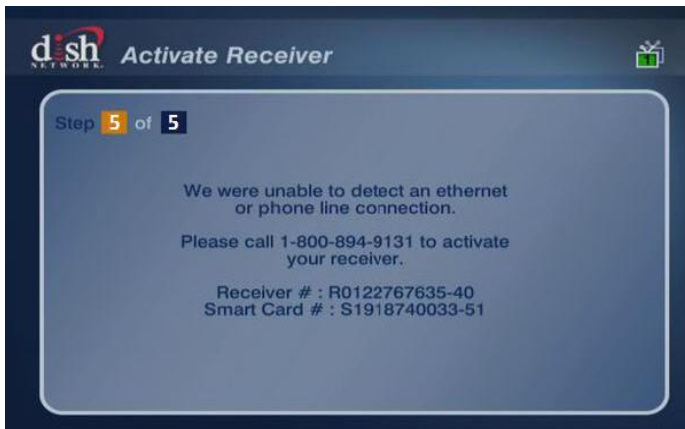 dish
NETWORK.
Activate Receiver
1
Step 5 of 5
We were unable to detect an ethernet
or phone line connection.
Please call 1-800-894-9131 to activate
your receiver.
Receiver # : R0122767635-40
Smart Card # : S1918740033-51